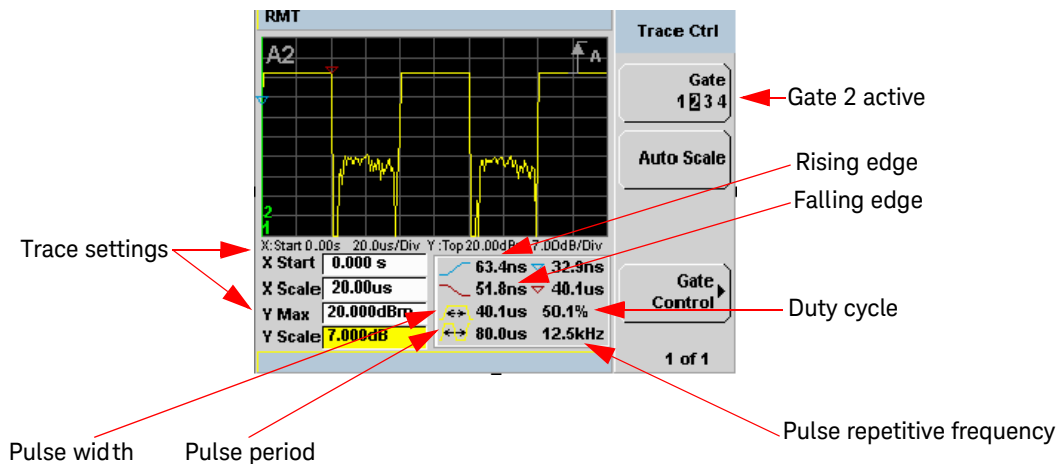 RMT
Trace Ctrl
A2
A
Gate
1 2 3 4
Gate 2 active
Auto Scale
Rising edge
Falling edge
2
Trace settings
X:Start 0.00s 20.0us/Div Y:Top20.00dB 7.00dB/Div
X Start 0.000 s
63.4ns 32.9ns
X Scale 20.00us
51.8ns 40.1us
Gate
Control
Y Max 20.000dBm
40.1us 50.1%
Duty cycle
Y Scale 7.000dB
80.0us 12.5kHz
1 of 1
Pulse width
Pulse period
Pulse repetitive frequency